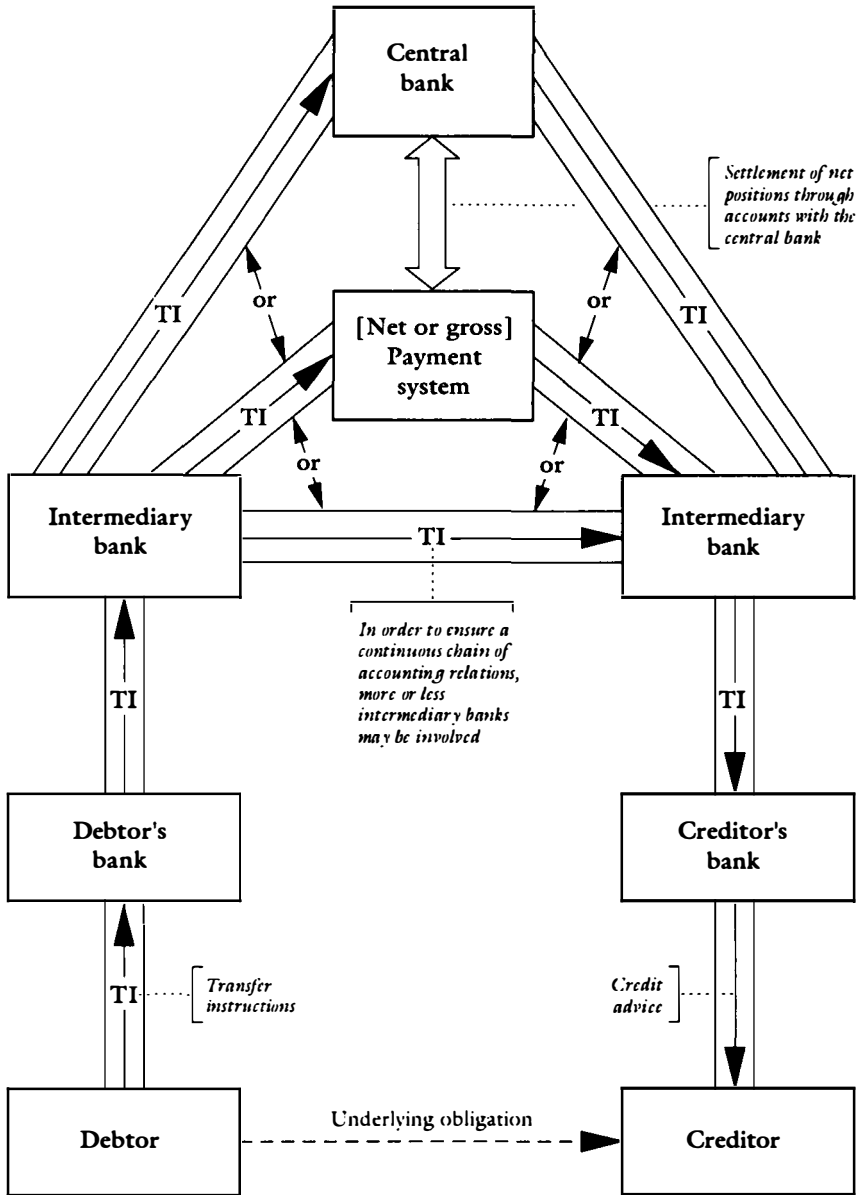 Central
bank
Settlement of net
positions through
accounts with the
central bank
TI
or
[Net or gross]
Payment
system
or
TI
TI
TI
or
or
Intermediary
bank
TI
Intermediary
bank
In order to ensure a
continuous chain of
accounting relations,
more or less
intermediary banks
may be involved
TI
TI
Debtor's
bank
Creditor's
bank
TI
Transfer
instructions
Credit
advice
Debtor
Underlying obligation
Creditor